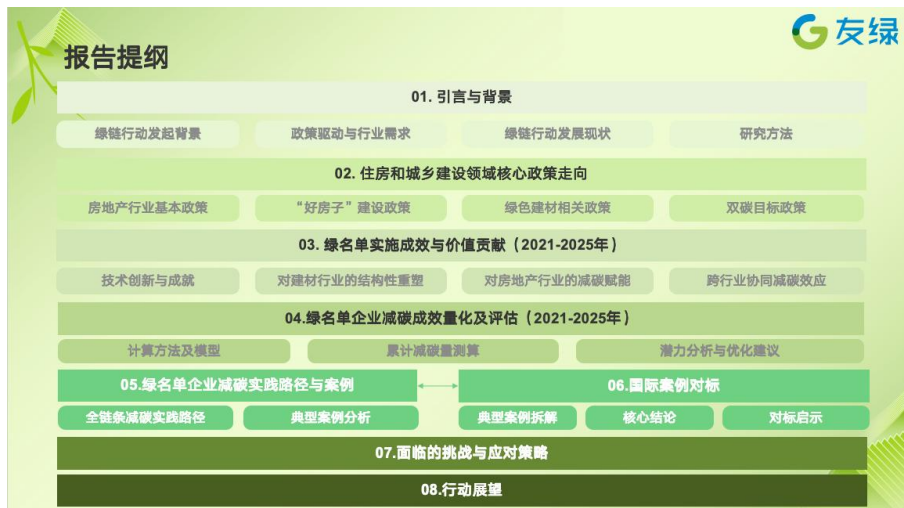 友绿
报告提纲
01. 引言与背景
绿链行动发起背景 政策驱动与行业需求 绿链行动发展现状 研究方法
02. 住房和城乡建设领域核心政策走向
房地产行业基本政策 “好房子”建设政策 绿色建材相关政策 双碳目标政策
03. 绿名单实施成效与价值贡献（2021-2025年）
技术创新与成就 对建材行业的结构性重塑 对房地产行业的减碳赋能 跨行业协同减碳效应
04.绿名单企业减碳成效量化及评估（2021-2025年）
计算方法及模型 累计减碳量测算 潜力分析与优化建议
05.绿名单企业减碳实践路径与案例 06.国际案例对标
全链条减碳实践路径 典型案例分析 典型案例拆解 核心结论 对标启示
07.面临的挑战与应对策略
08.行动展望